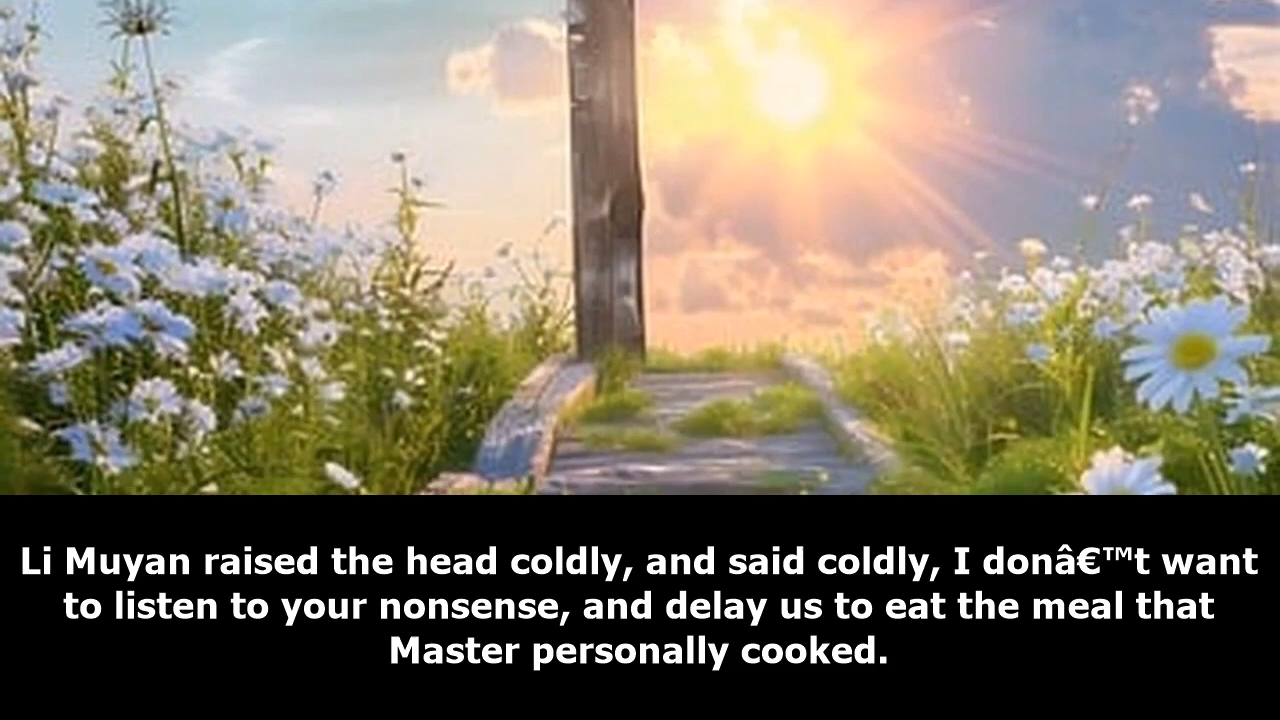 Li Muyan raised the head coldly, and said coldly, I donâ€™t want
to listen to your nonsense, and delay us to eat the meal that
Master personally cooked.